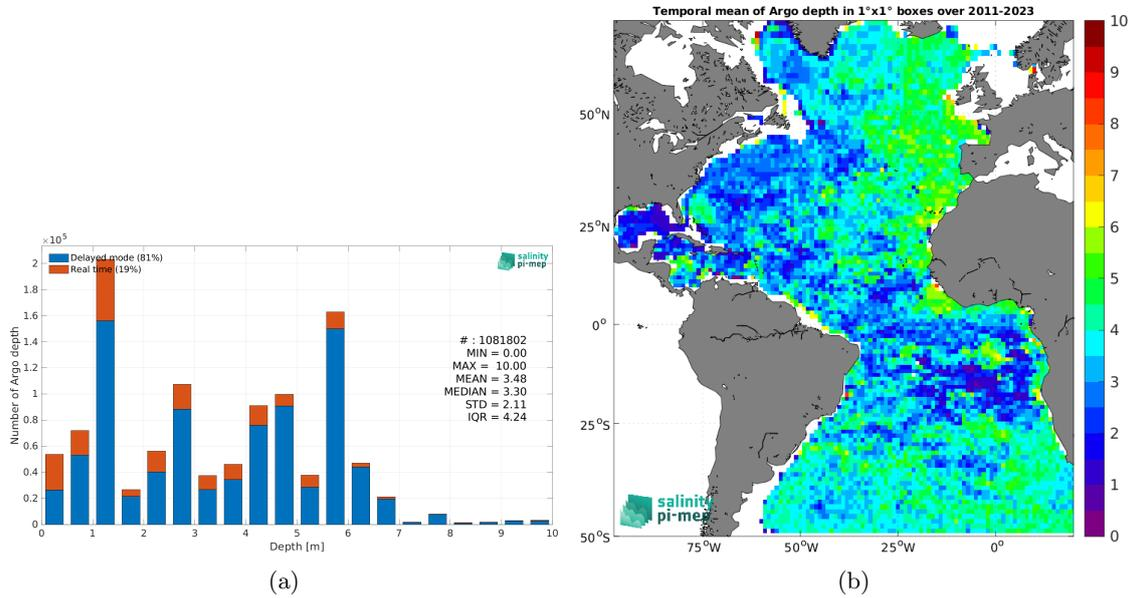 Temporal mean of Argo depth in 1°x1° boxes over 2011-2023
×10⁵
Delayed mode (81%)
Real time (19%)
salinity
pi-mep
2
1.8
1.6
1.4
1.2
1
0.8
0.6
0.4
0.2
0
Number of Argo depth
# : 1081802
MIN = 0.00
MAX = 10.00
MEAN = 3.48
MEDIAN = 3.30
STD = 2.11
IQR = 4.24
0 1 2 3 4 5 6 7 8 9 10
Depth [m]
(a)
50°N
25°N
0°
25°S
50°S
75°W 50°W 25°W 0°
salinity
pi-mep
10
9
8
7
6
5
4
3
2
1
0
(b)